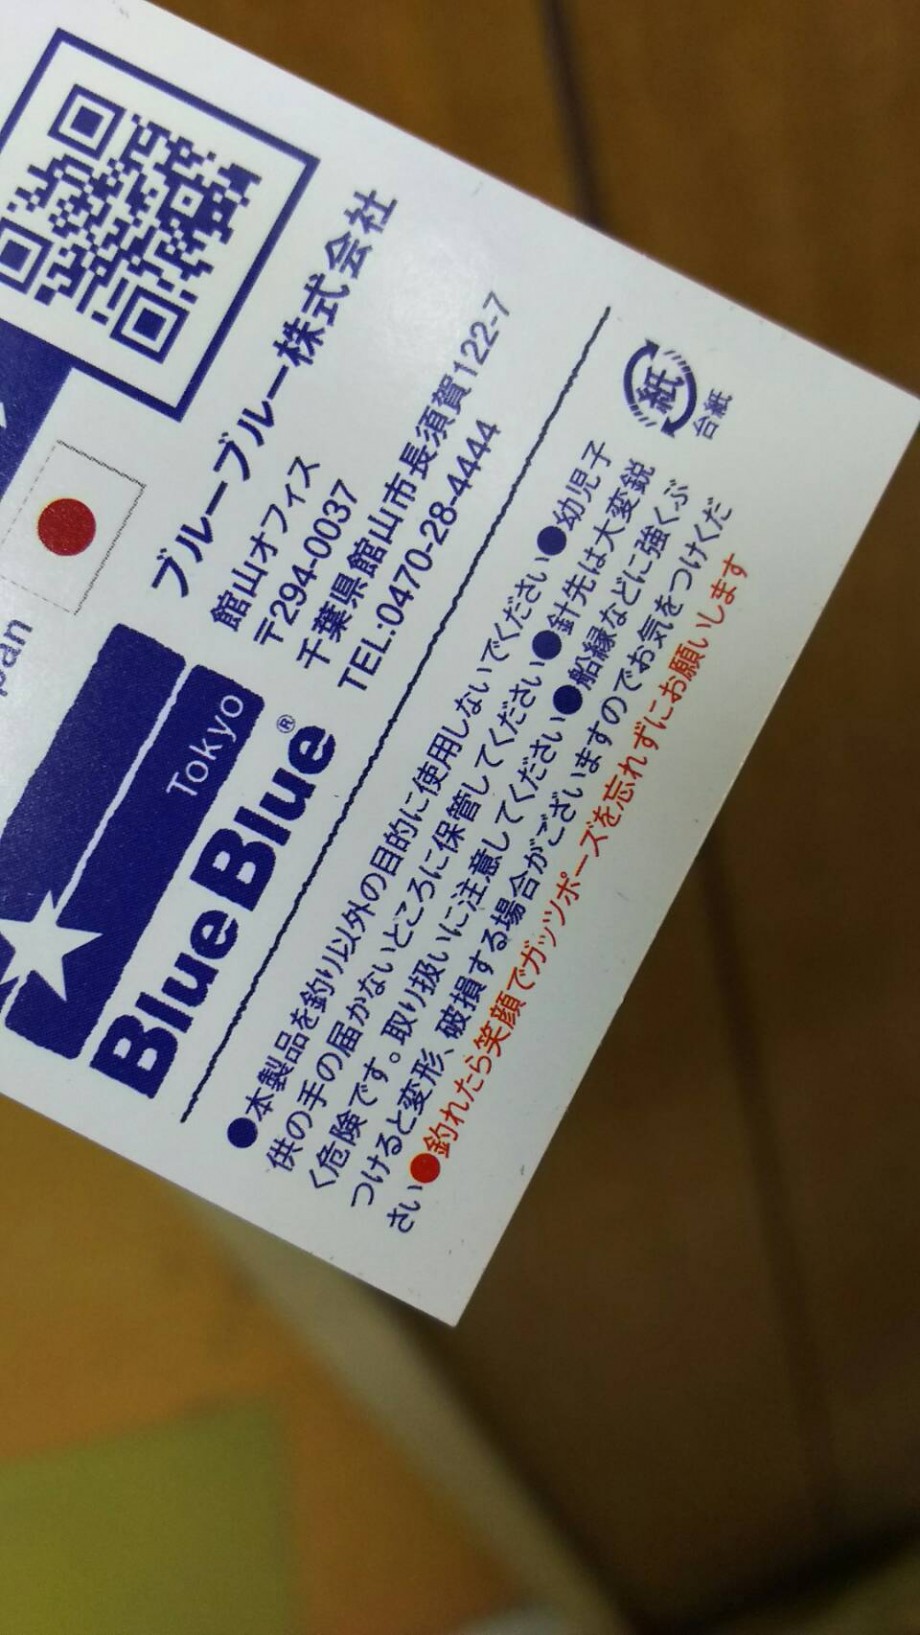 pan
Tokyo
Blue Blue®
ブルーブルー株式会社
館山オフィス
〒294-0037
千葉県館山市長須賀122-7
TEL:0470-28-4444
●本製品を釣り以外の目的に使用しないでください●幼児子
供の手の届かないところに保管してください●針先は大変鋭
く危険です。取り扱いに注意してください●船縁などに強くぶ
つけると変形、破損する場合がございますのでお気をつけくだ
さい●釣れたら笑顔でガッツポーズを忘れずにお願いします
紙
台紙